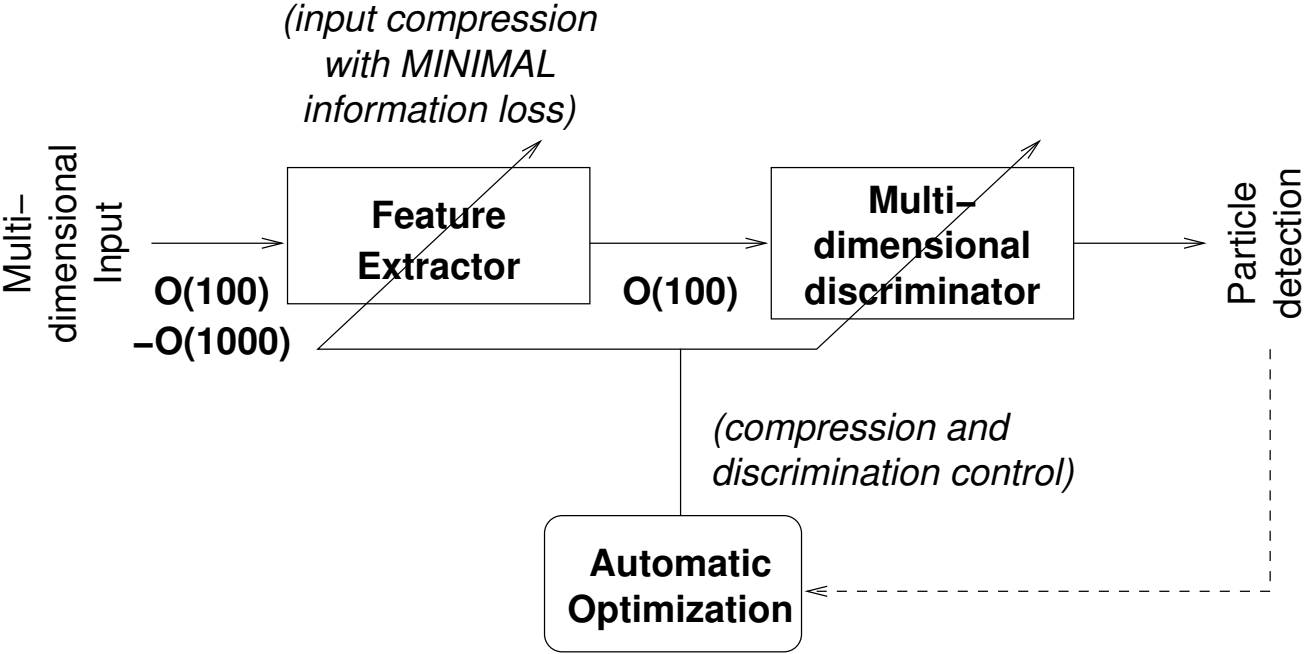 (input compression
with MINIMAL
information loss)
Multi–
dimensional
Input
O(100)
–O(1000)
Feature
Extractor
O(100)
Multi–
dimensional
discriminator
Particle
detection
(compression and
discrimination control)
Automatic
Optimization